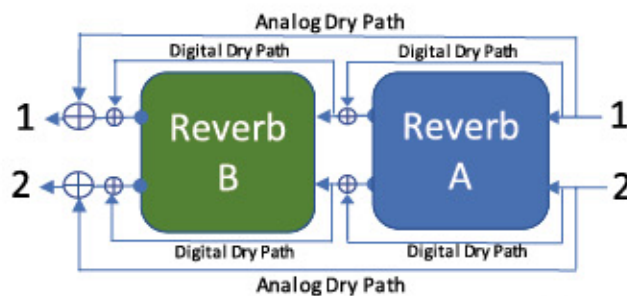 Analog Dry Path
Digital Dry Path
Digital Dry Path
1
Reverb
B
Reverb
A
1
2
2
Digital Dry Path
Digital Dry Path
Analog Dry Path